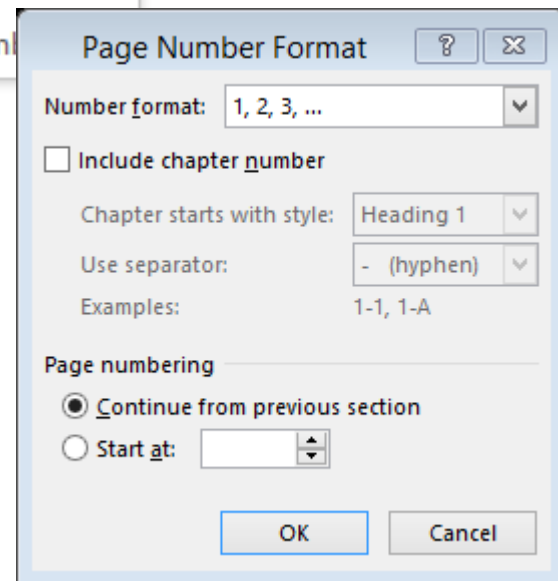 Page Number Format
Number format: 1, 2, 3, ...
Include chapter number
Chapter starts with style: Heading 1
Use separator: - (hyphen)
Examples: 1-1, 1-A
Page numbering
Continue from previous section
Start at:
OK Cancel